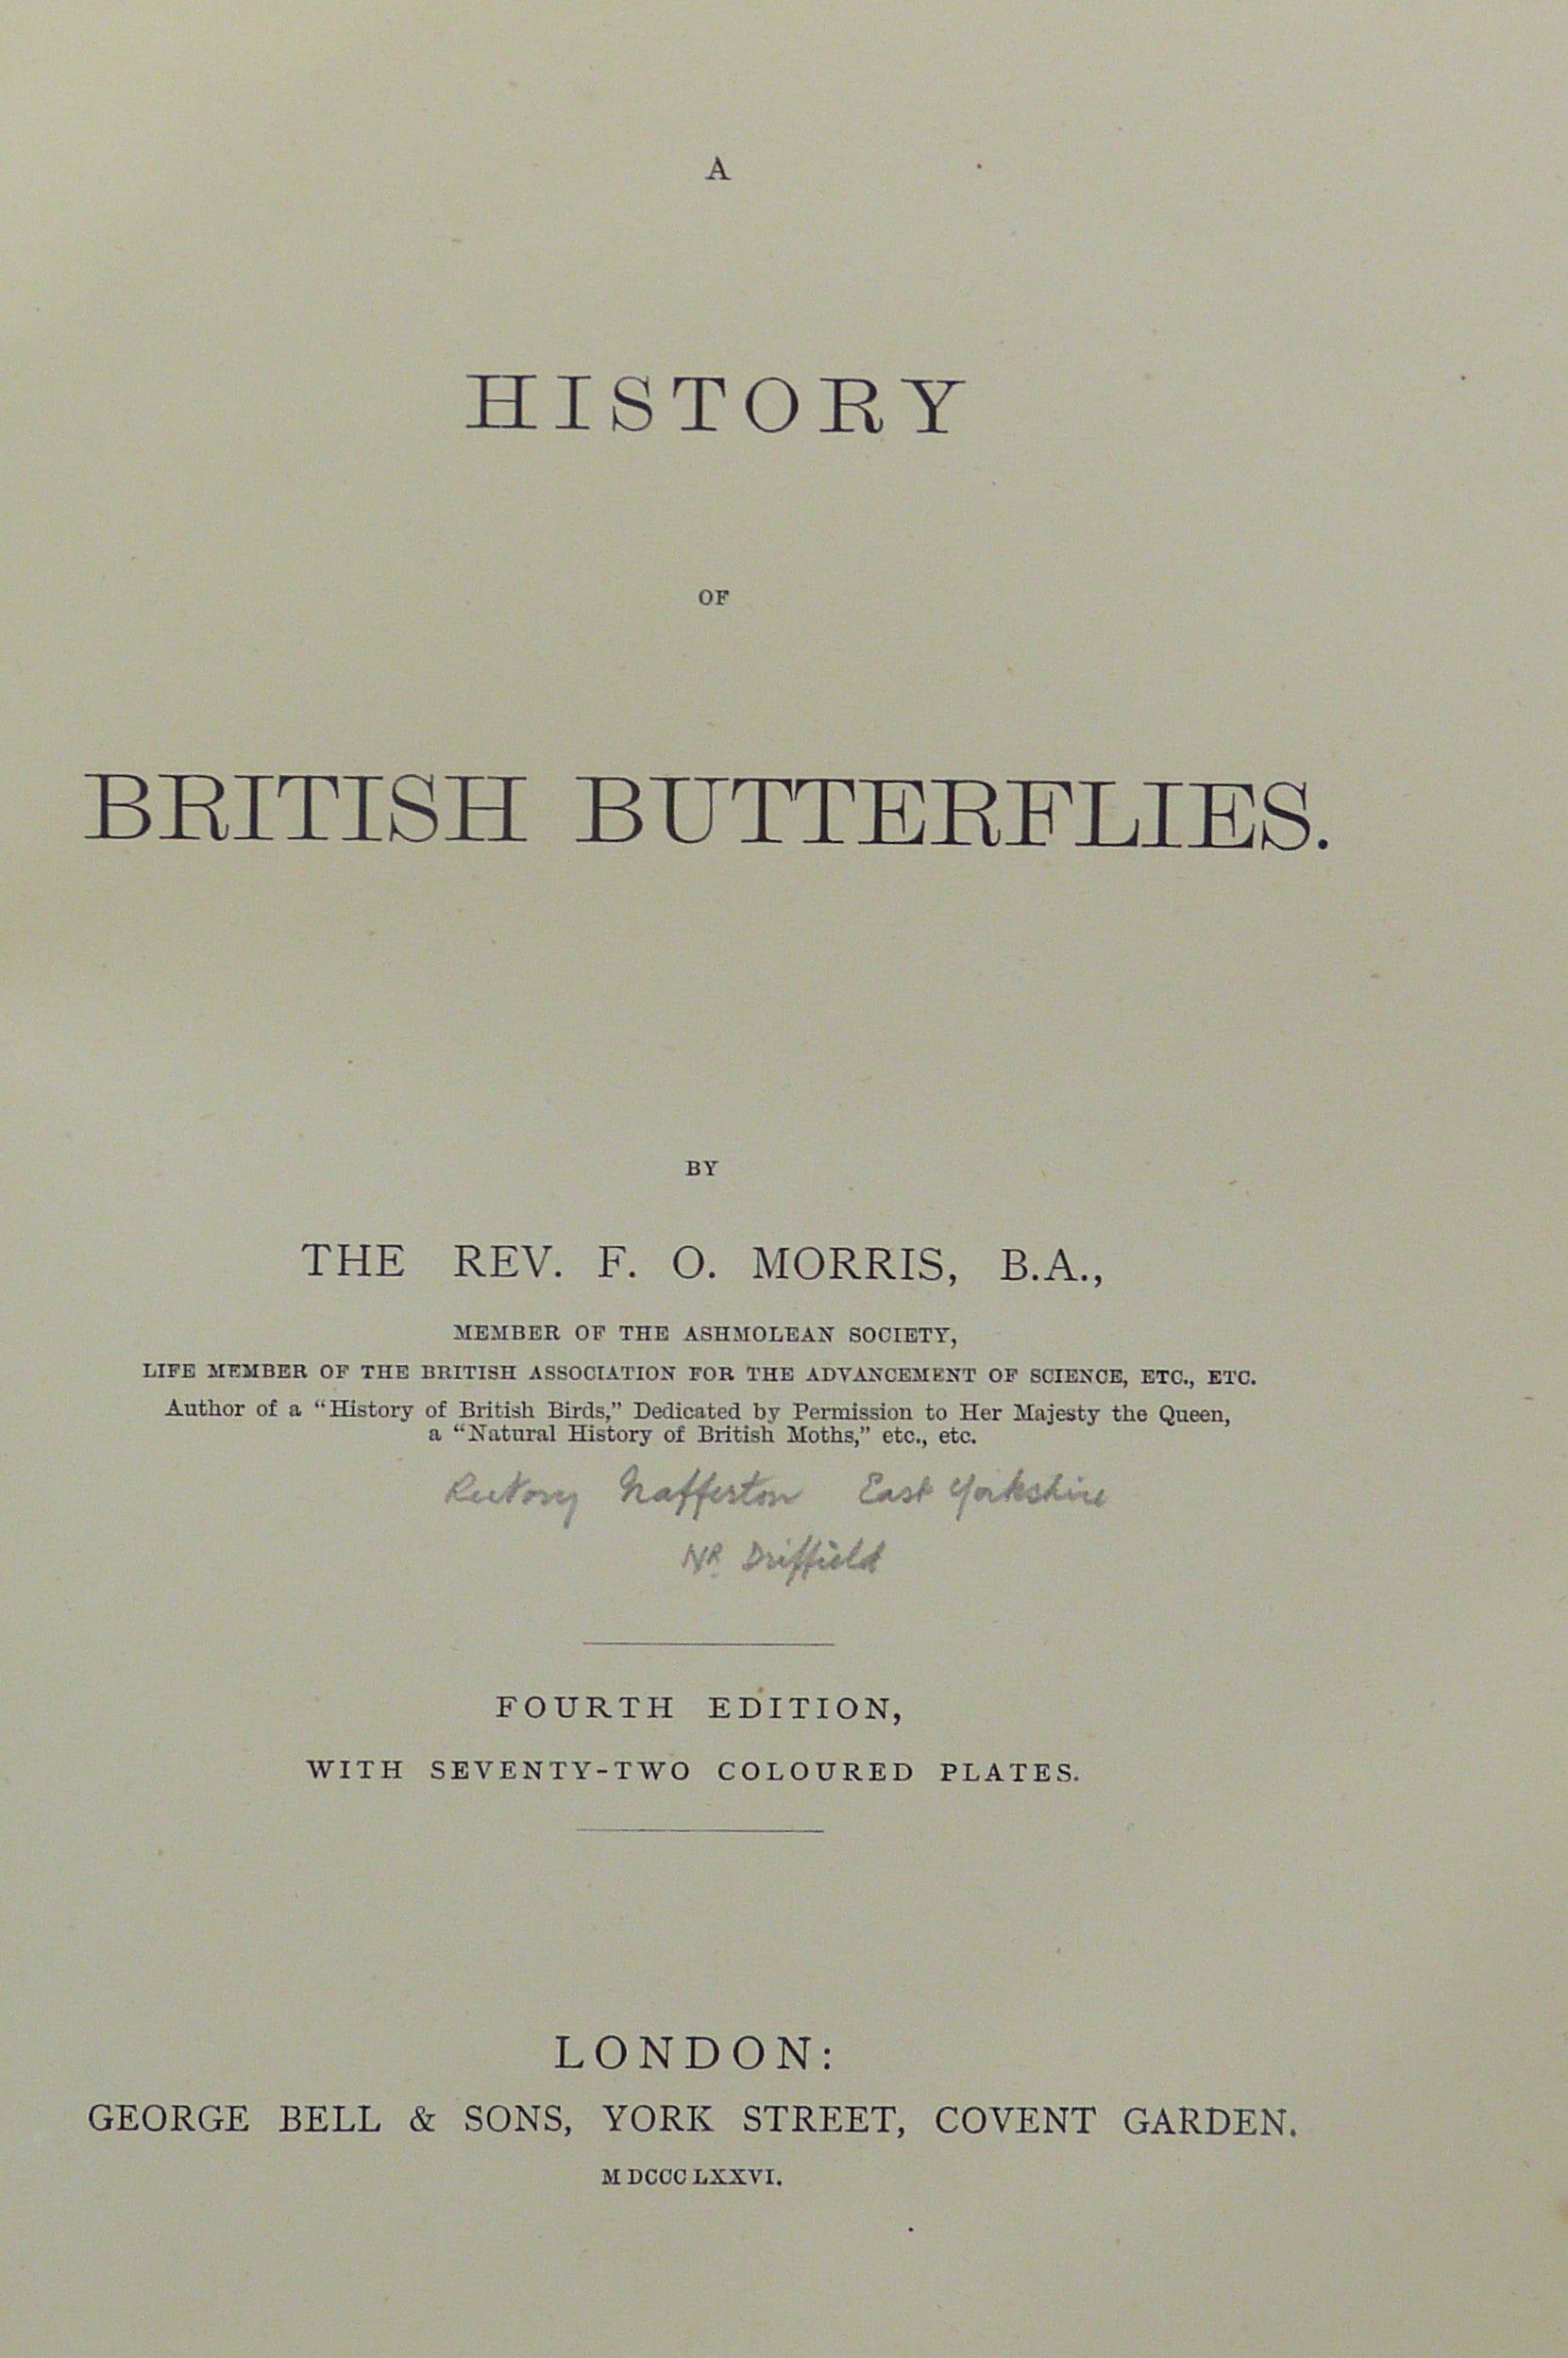 A
HISTORY
OF
BRITISH BUTTERFLIES.
BY
THE REV. F. O. MORRIS, B.A.,
MEMBER OF THE ASHMOLEAN SOCIETY,
LIFE MEMBER OF THE BRITISH ASSOCIATION FOR THE ADVANCEMENT OF SCIENCE, ETC., ETC.
Author of a “History of British Birds,” Dedicated by Permission to Her Majesty the Queen,
a “Natural History of British Moths,” etc., etc.
Rectory Nafferton East Yorkshire
NR Driffield
FOURTH EDITION,
WITH SEVENTY-TWO COLOURED PLATES.
LONDON:
GEORGE BELL & SONS, YORK STREET, COVENT GARDEN.
M DCCC LXXVI.